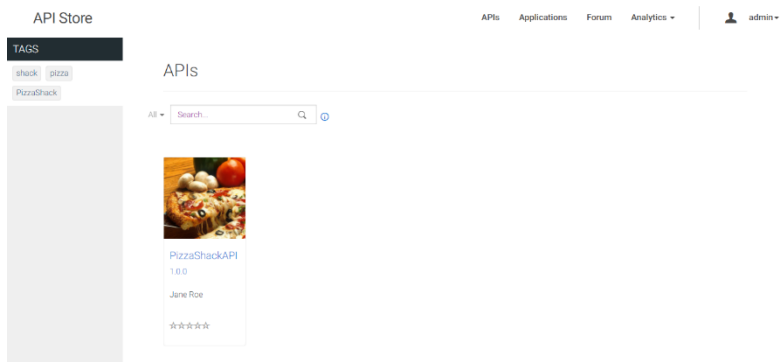 API Store
APIs Applications Forum Analytics admin
TAGS
shack pizza
PizzaShack
APIs
All Search...
PizzaShackAPI
1.0.0
Jane Roe